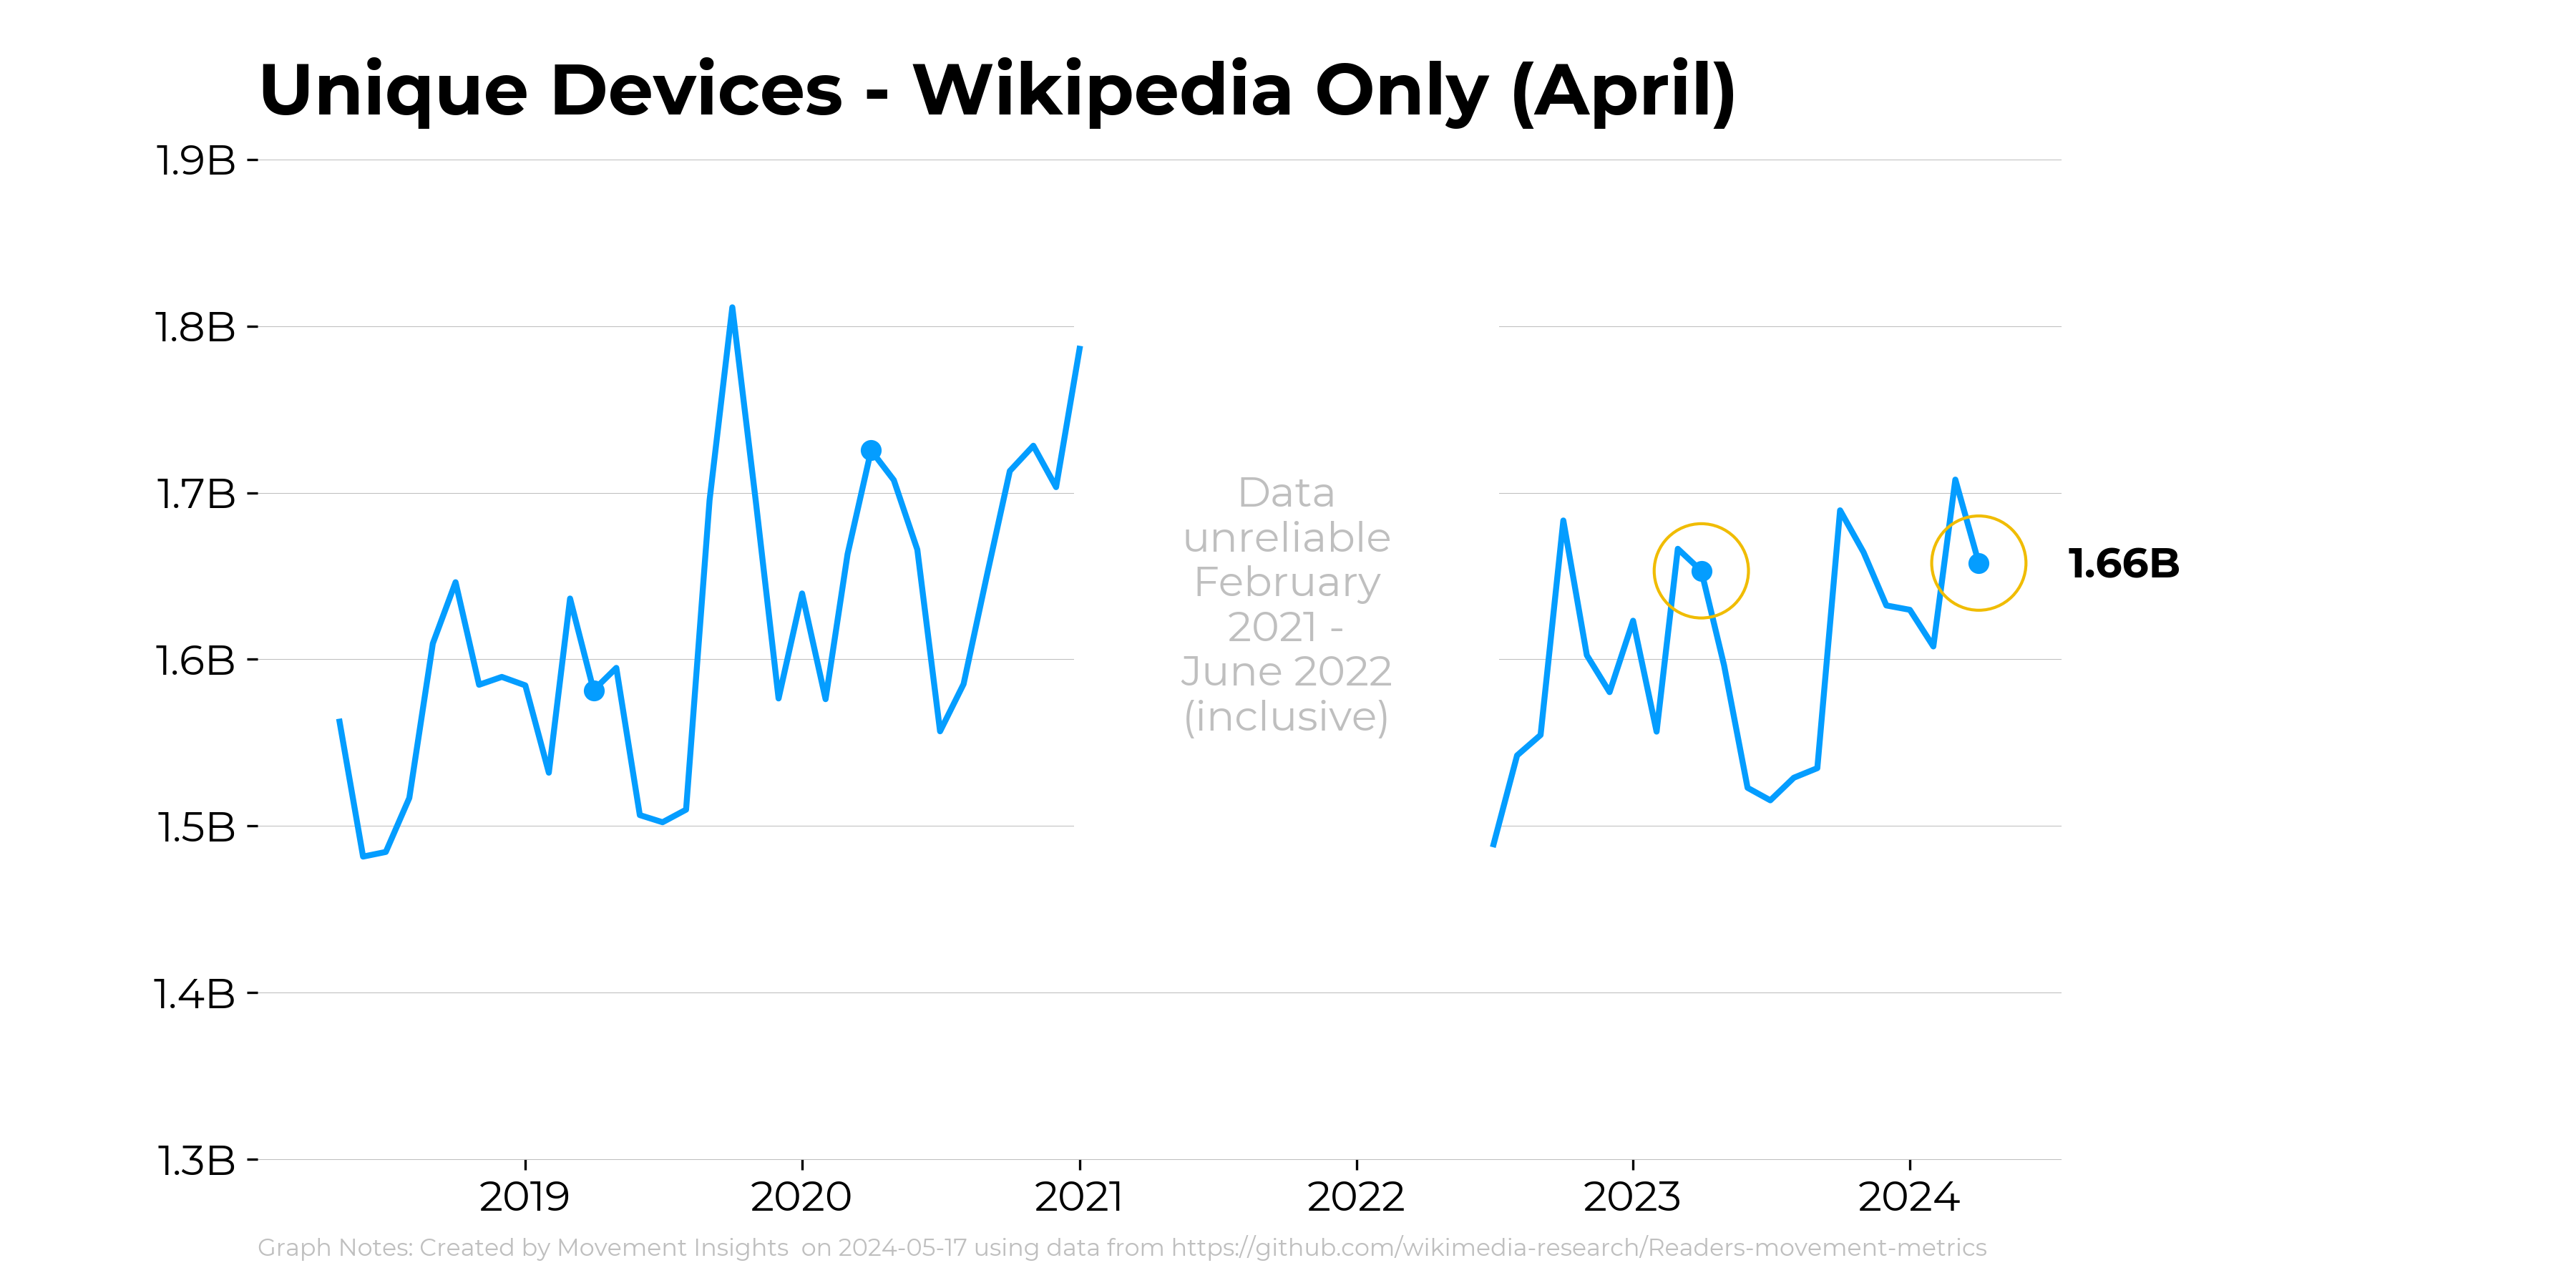 Unique Devices - Wikipedia Only (April)
1.9B
1.8B
1.7B
1.6B
1.5B
1.4B
1.3B
Data
unreliable
February
2021 -
June 2022
(inclusive)
1.66B
2019
2020
2021
2022
2023
2024
Graph Notes: Created by Movement Insights  on 2024-05-17 using data from https://github.com/wikimedia-research/Readers-movement-metrics